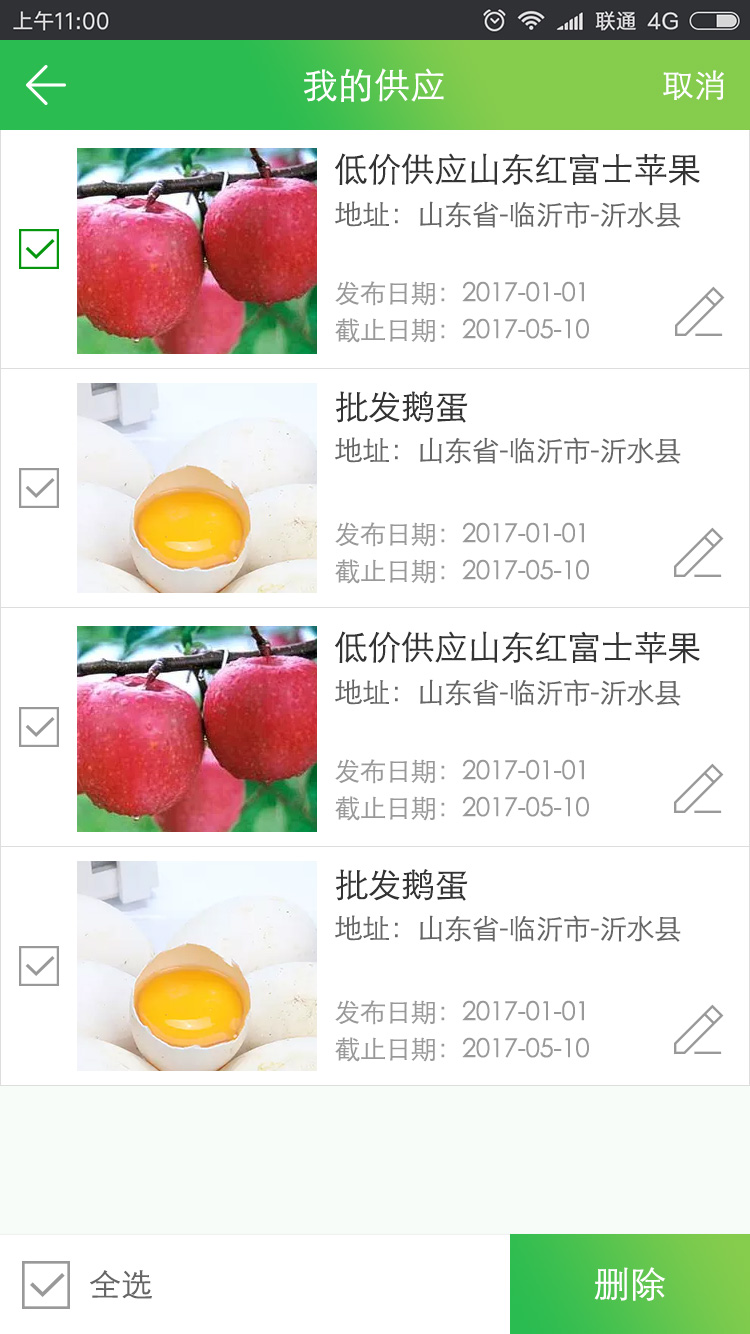 上午11:00 联通 4G
我的供应 取消
低价供应山东红富士苹果
地址：山东省-临沂市-沂水县
发布日期：2017-01-01
截止日期：2017-05-10
批发鹅蛋
地址：山东省-临沂市-沂水县
发布日期：2017-01-01
截止日期：2017-05-10
低价供应山东红富士苹果
地址：山东省-临沂市-沂水县
发布日期：2017-01-01
截止日期：2017-05-10
批发鹅蛋
地址：山东省-临沂市-沂水县
发布日期：2017-01-01
截止日期：2017-05-10
全选 删除